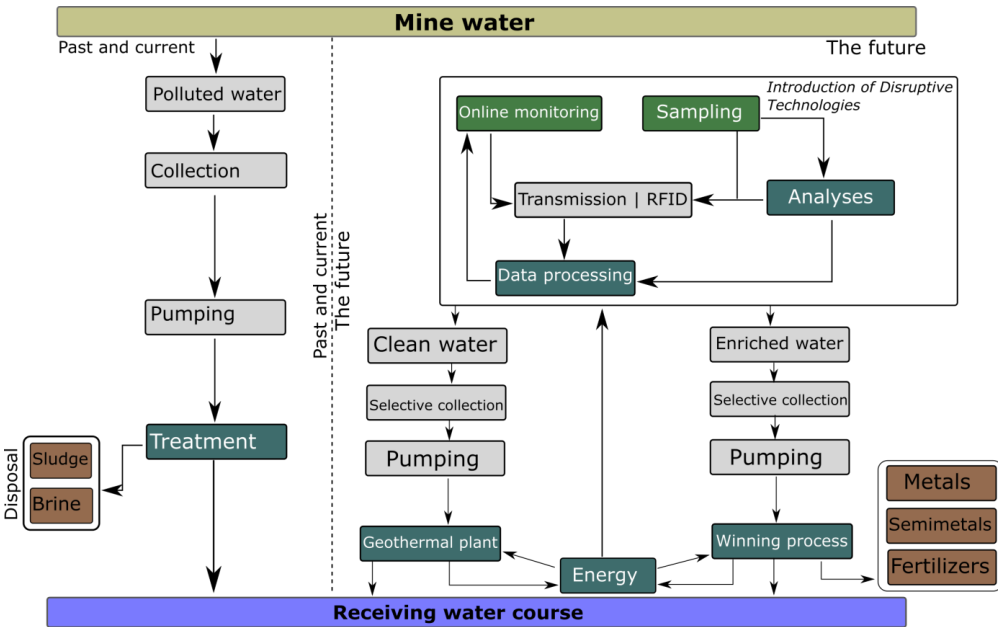 Mine water
Past and current
The future
Polluted water
Collection
Pumping
Treatment
Disposal
Sludge
Brine
Past and current
The future
Introduction of Disruptive
Technologies
Online monitoring
Sampling
Transmission | RFID
Analyses
Data processing
Clean water
Selective collection
Pumping
Geothermal plant
Energy
Enriched water
Selective collection
Pumping
Winning process
Metals
Semimetals
Fertilizers
Receiving water course